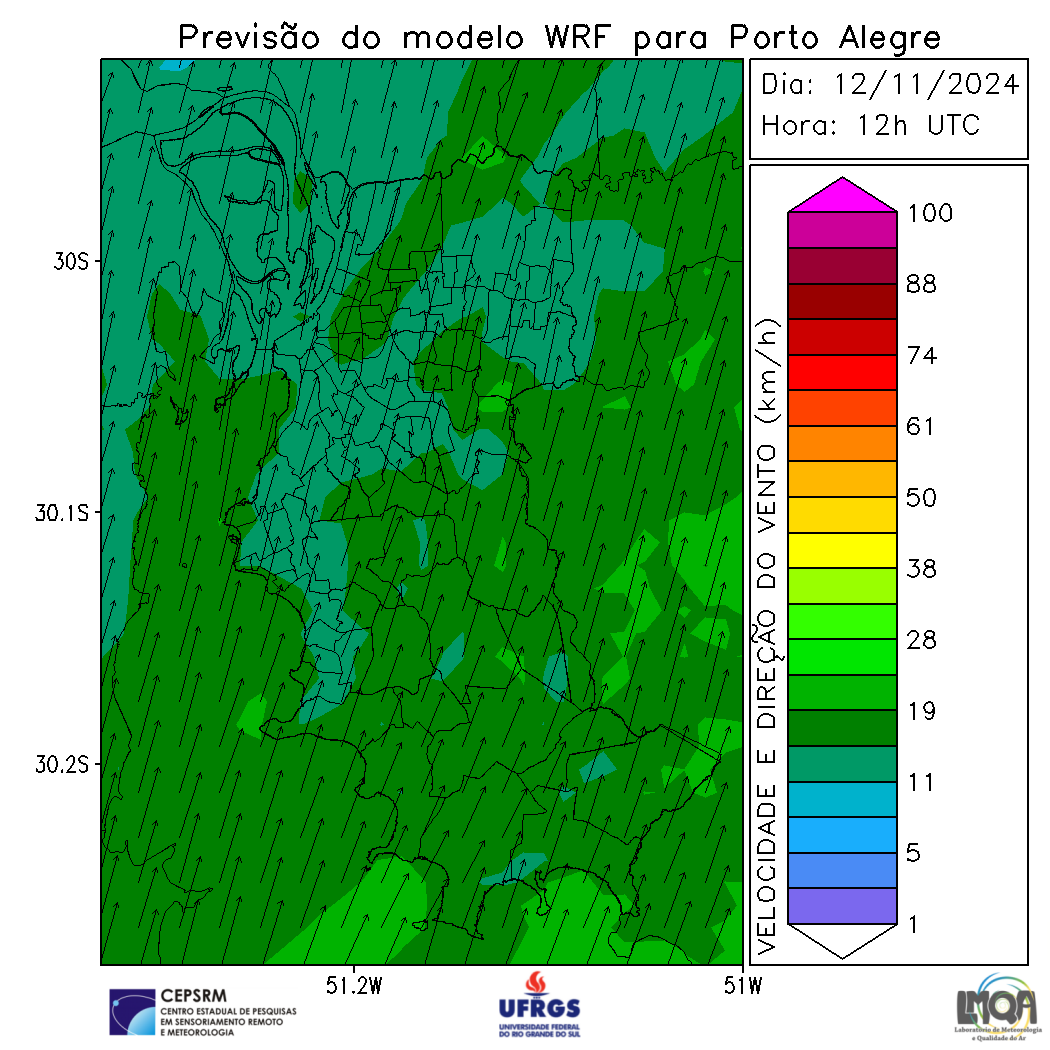 Previsão do modelo WRF para Porto Alegre
Dia: 12/11/2024
Hora: 12h UTC
30S
30.1S
30.2S
51.2W
51W
VELOCIDADE E DIREÇÃO DO VENTO (km/h)
100
88
74
61
50
38
28
19
11
5
1
CEPSRM
CENTRO ESTADUAL DE PESQUISAS
EM SENSORIAMENTO REMOTO
E METEOROLOGIA
UFRGS
UNIVERSIDADE FEDERAL
DO RIO GRANDE DO SUL
LMQA
Laboratório de Meteorologia
e Qualidade do Ar